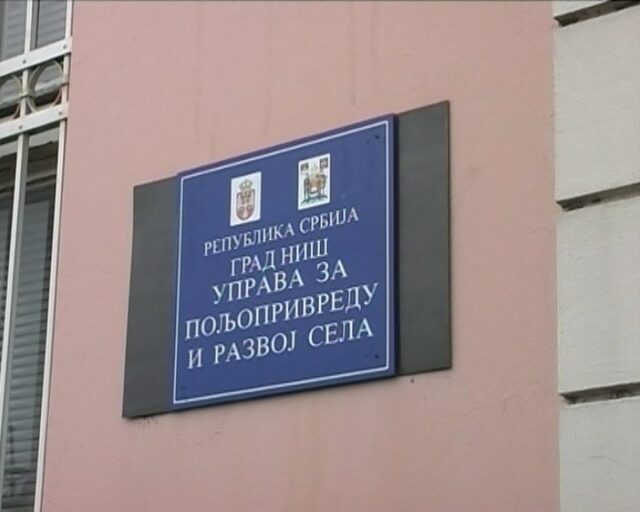 РЕПУБЛИКА СРБИЈА
ГРАД НИШ
УПРАВА ЗА
ПОЉОПРИВРЕДУ
И РАЗВОЈ СЕЛА